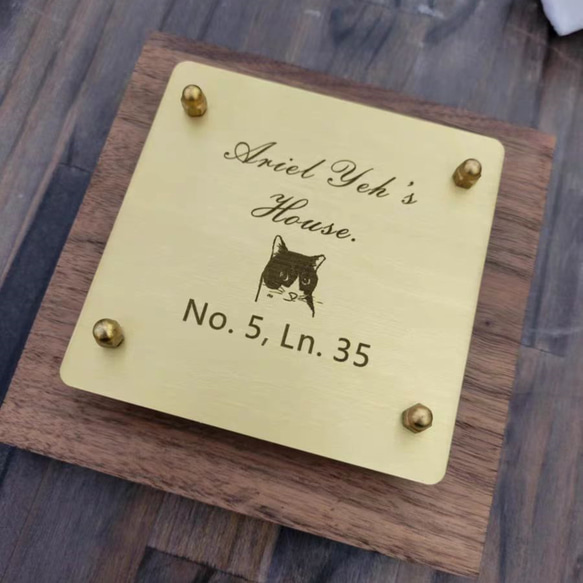 Ariel Yeh's
House.
No. 5, Ln. 35